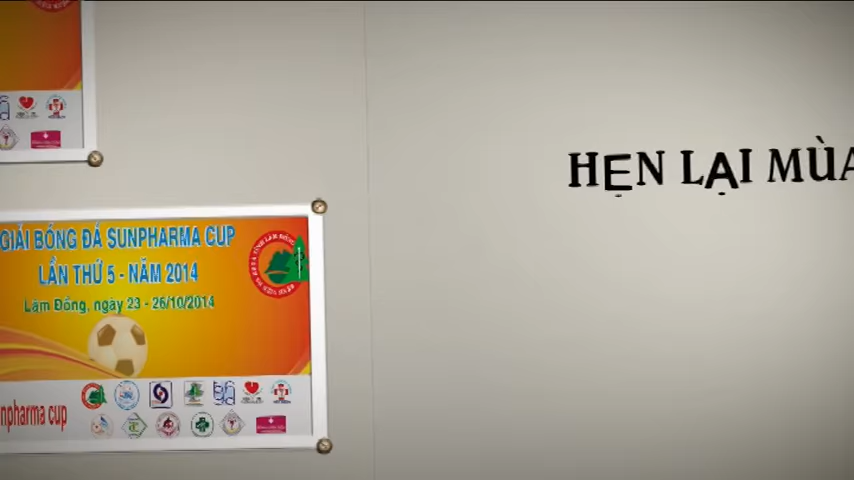 GIẢI BÓNG ĐÁ SUNPHARMA CUP
LẦN THỨ 5 - NĂM 2014
Lâm Đồng, ngày 23 - 26/10/2014
npharma cup
HẸN LẠI MÙA